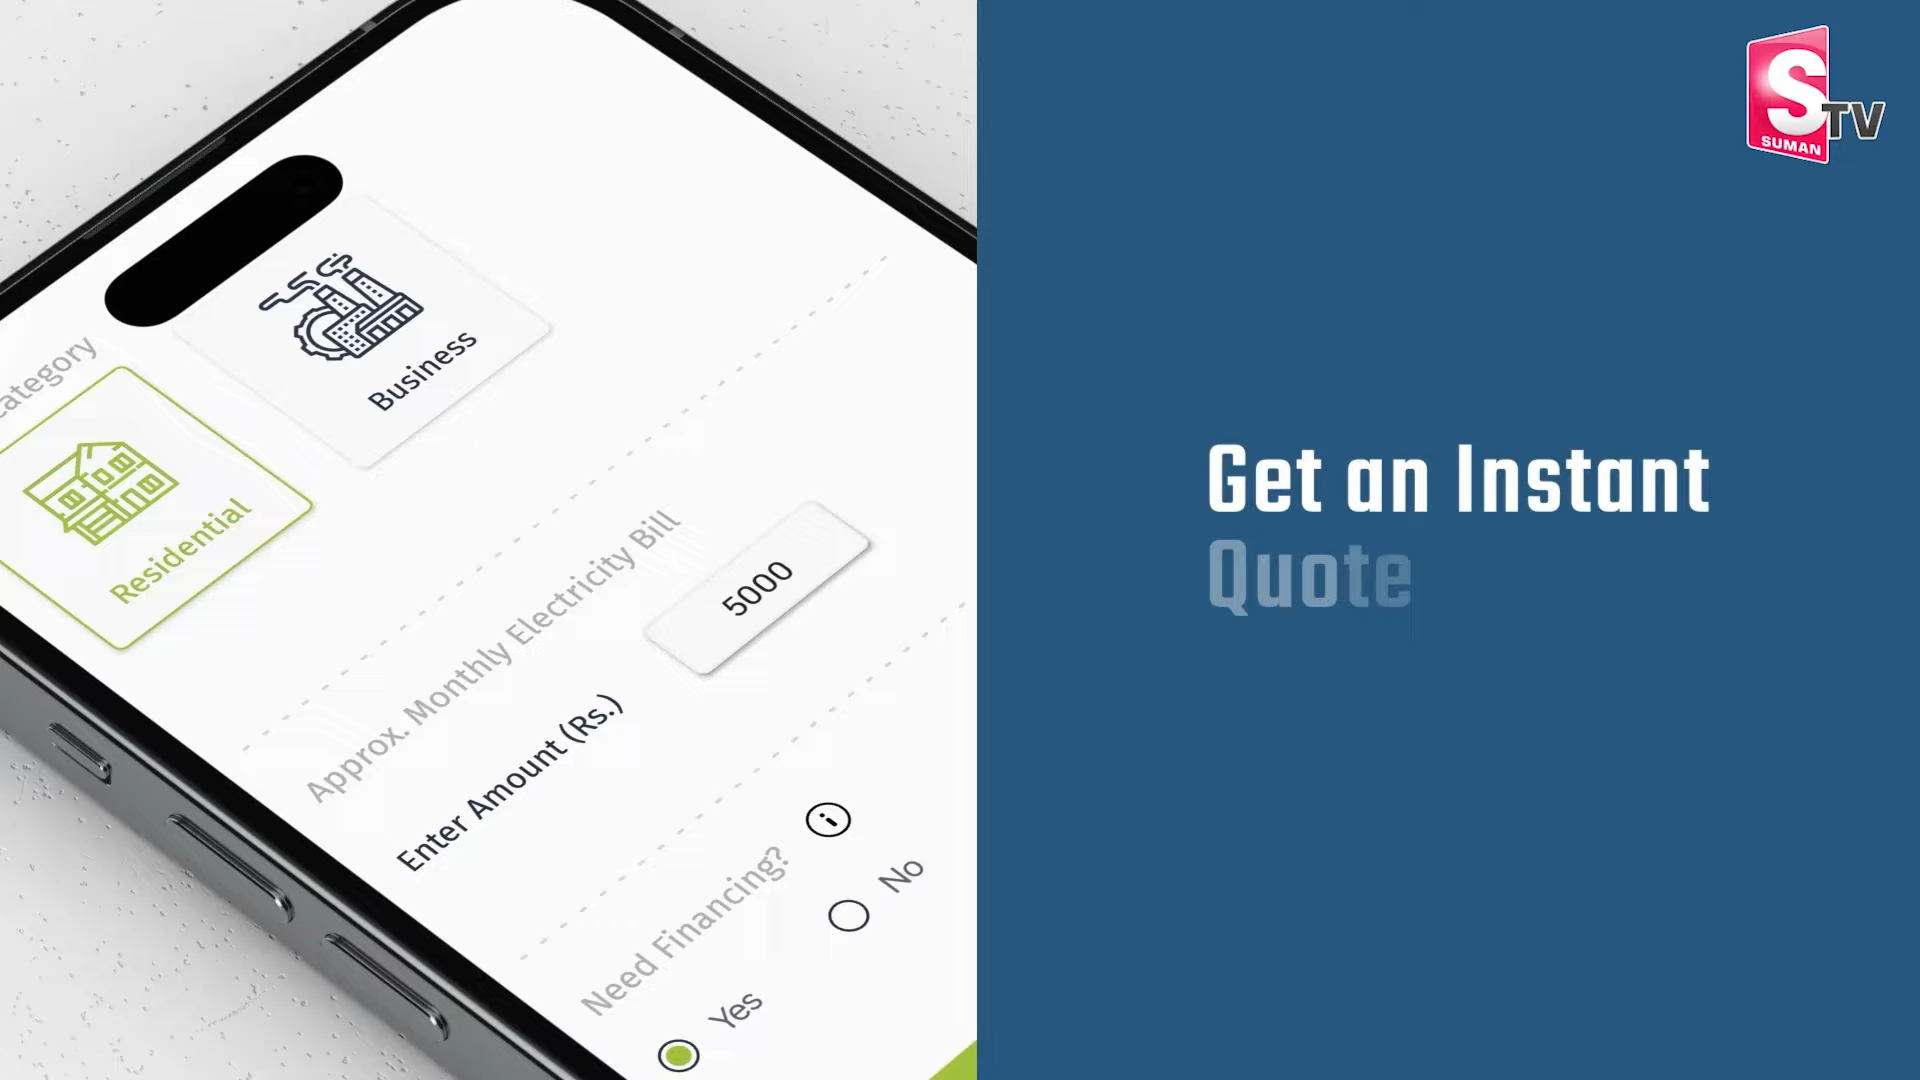 Category
Residential
Business
Approx. Monthly Electricity Bill
Enter Amount (Rs.)
5000
Need Financing?
i
Yes
No
Get an Instant
Quote
S
TV
SUMAN